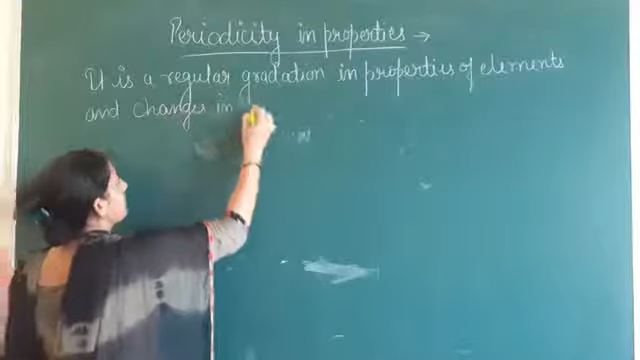 Periodicity in properties →
It is a regular gradation in properties of elements
and changes in